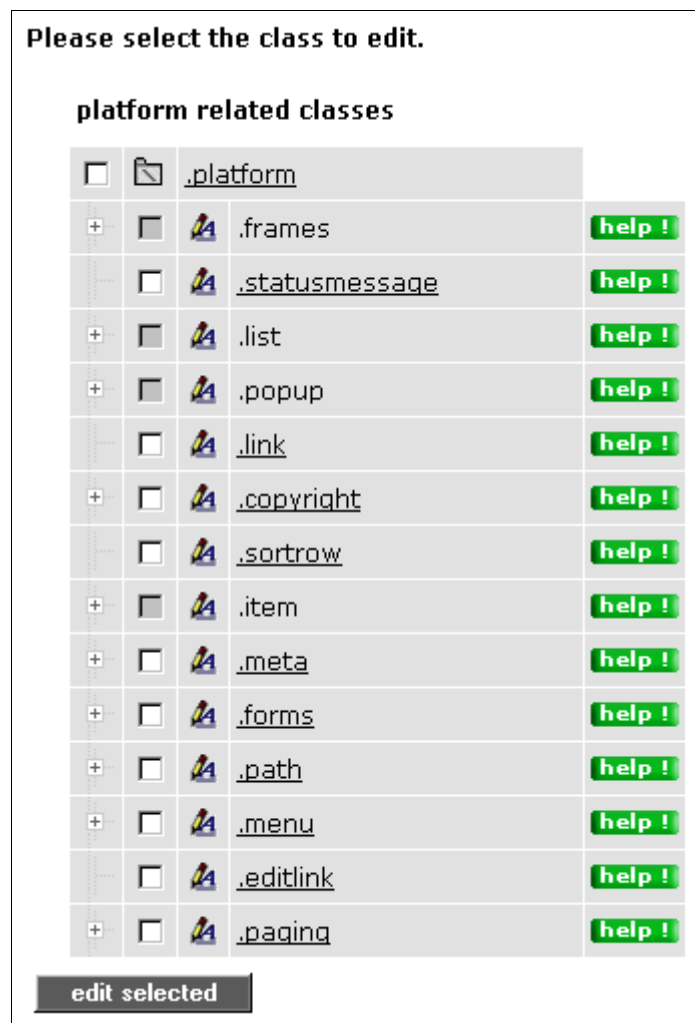 Please select the class to edit.
platform related classes
.platform
.frames help !
.statusmessage help !
.list help !
.popup help !
.link help !
.copyright help !
.sortrow help !
.item help !
.meta help !
.forms help !
.path help !
.menu help !
.editlink help !
.paging help !
edit selected